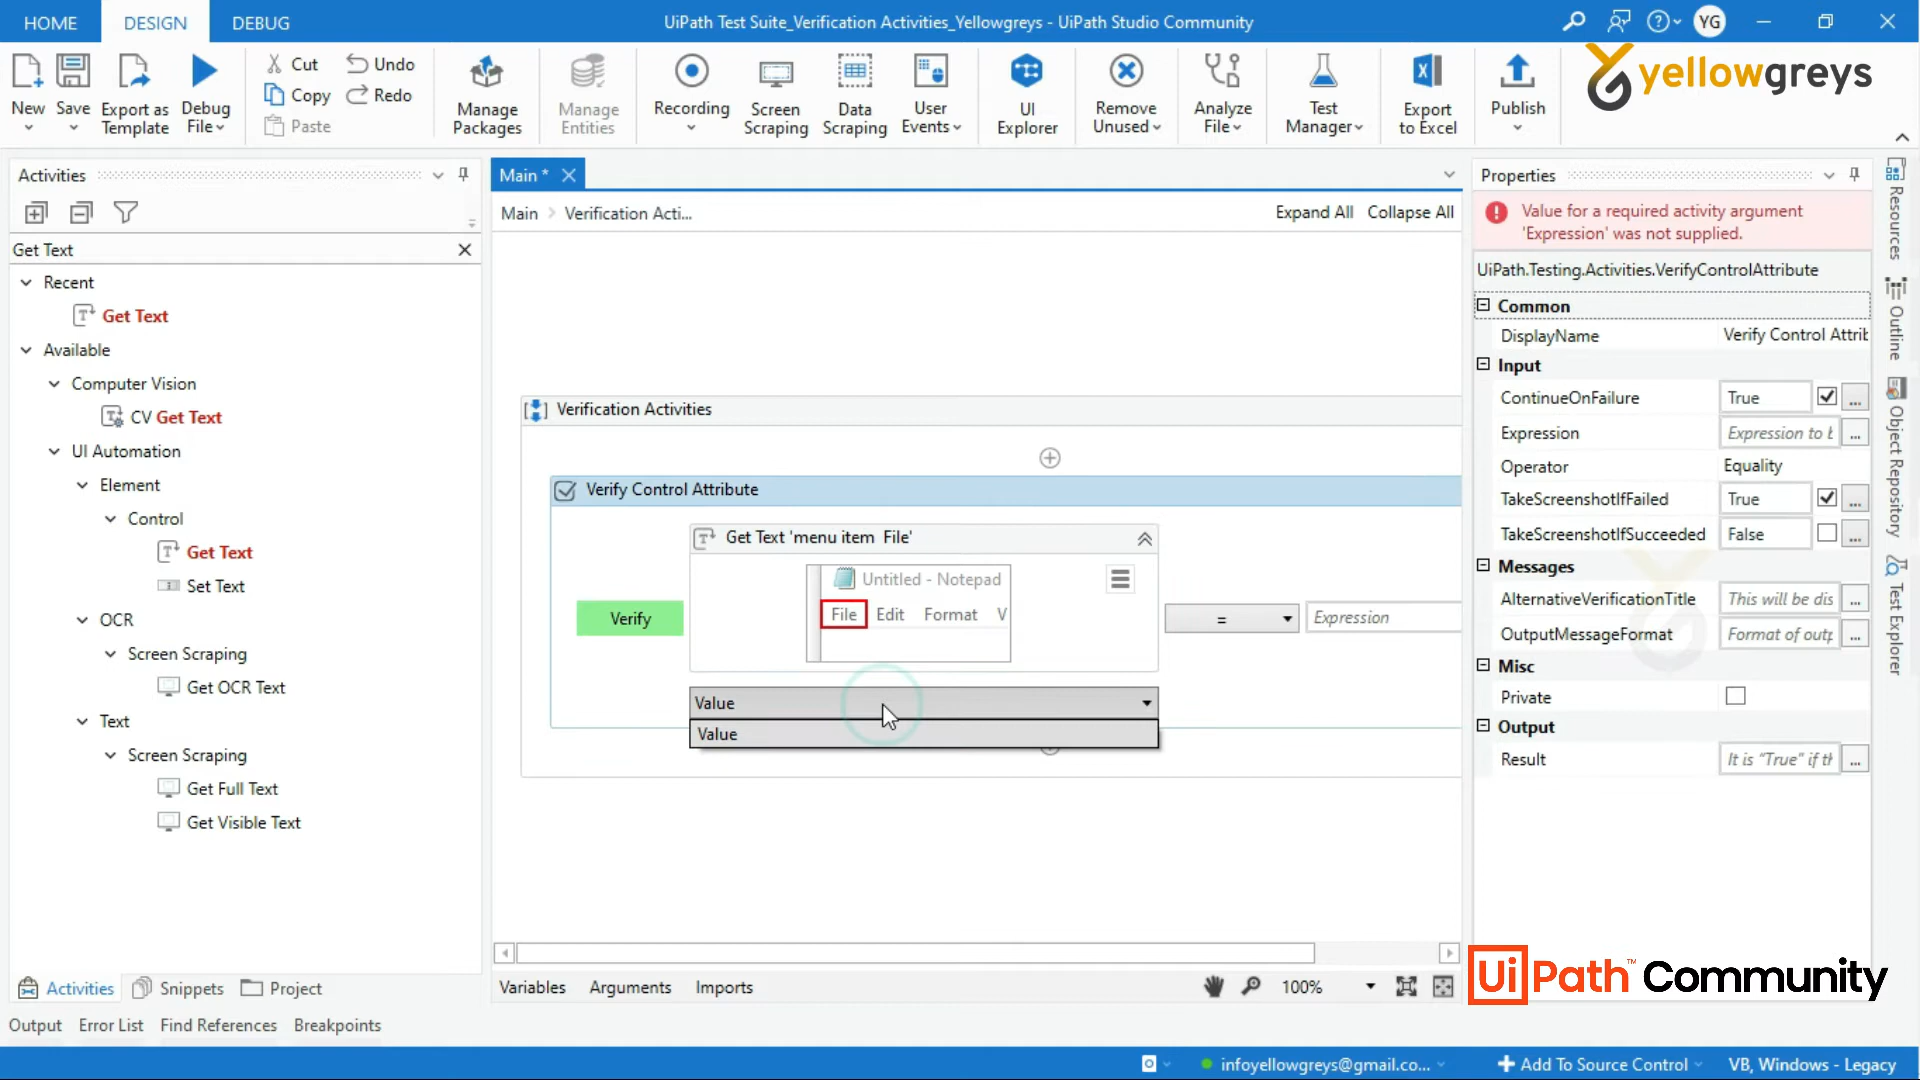 HOME DESIGN DEBUG
UiPath Test Suite_Verification Activities_Yellowgreys - UiPath Studio Community
YG
New
Save
Export as
Template
Debug
File
Cut
Copy
Paste
Undo
Redo
Manage
Packages
Manage
Entities
Recording
Screen
Scraping
Data
Scraping
User
Events
UI
Explorer
Remove
Unused
Analyze
File
Test
Manager
Export
to Excel
Publish
yellowgreys
Activities
Get Text
Recent
Get Text
Available
Computer Vision
CV Get Text
UI Automation
Element
Control
Get Text
Set Text
OCR
Screen Scraping
Get OCR Text
Text
Screen Scraping
Get Full Text
Get Visible Text
Activities Snippets Project
Main *
Main > Verification Acti...
Expand All Collapse All
Verification Activities
Verify Control Attribute
Get Text 'menu item File'
Untitled - Notepad
File Edit Format V
Verify
=
Expression
Value
Value
Variables Arguments Imports
100%
Properties
Value for a required activity argument
'Expression' was not supplied.
UiPath.Testing.Activities.VerifyControlAttribute
Common
DisplayName Verify Control Attrib
Input
ContinueOnFailure True ...
Expression Expression to b ...
Operator Equality
TakeScreenshotIfFailed True ...
TakeScreenshotIfSucceeded False ...
Messages
AlternativeVerificationTitle This will be dis ...
OutputMessageFormat Format of outp ...
Misc
Private
Output
Result It is "True" if th ...
Resources
Outline
Object Repository
Test Explorer
UiPath™ Community
Output Error List Find References Breakpoints
infoyellowgreys@gmail.co...
Add To Source Control
VB, Windows - Legacy